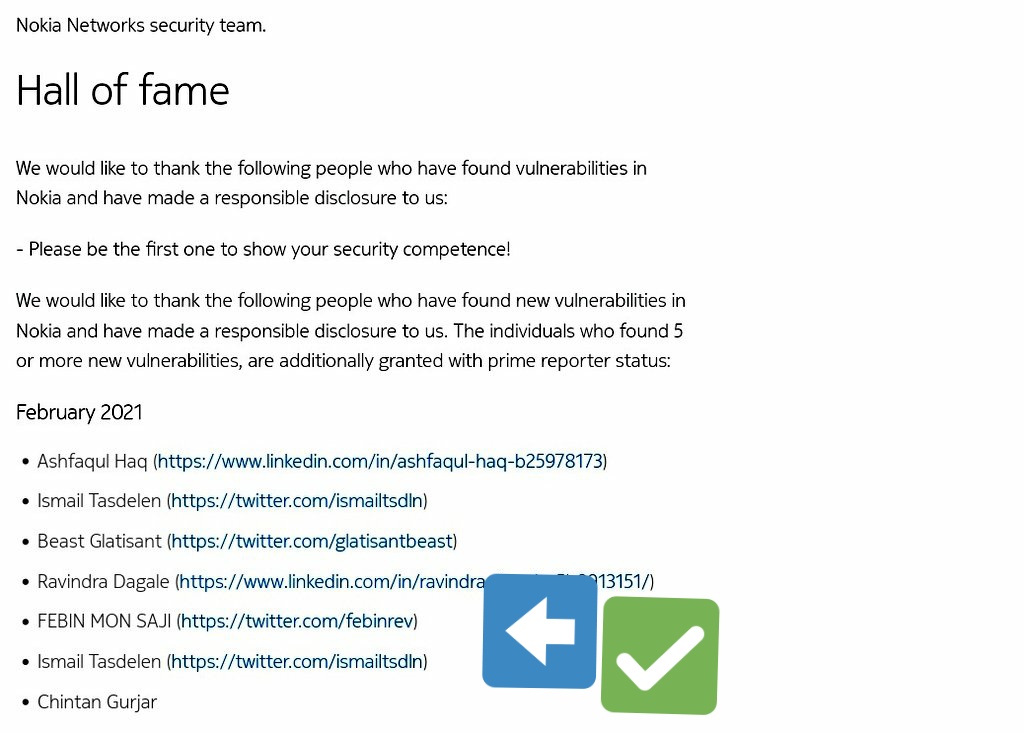 Nokia Networks security team.
Hall of fame
We would like to thank the following people who have found vulnerabilities in
Nokia and have made a responsible disclosure to us:
- Please be the first one to show your security competence!
We would like to thank the following people who have found new vulnerabilities in
Nokia and have made a responsible disclosure to us. The individuals who found 5
or more new vulnerabilities, are additionally granted with prime reporter status:
February 2021
• Ashfaqul Haq (https://www.linkedin.com/in/ashfaqul-haq-b25978173)
• Ismail Tasdelen (https://twitter.com/ismailtsdln)
• Beast Glatisant (https://twitter.com/glatisantbeast)
• Ravindra Dagale (https://www.linkedin.com/in/ravindra
• FEBIN MON SAJI (https://twitter.com/febinrev)
• Ismail Tasdelen (https://twitter.com/ismailtsdln)
• Chintan Gurjar